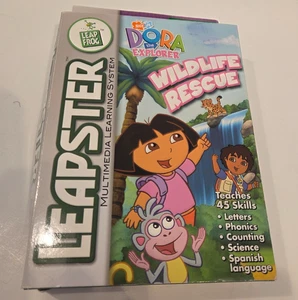 LEAP
FROG
LEAPSTER
MULTIMEDIA LEARNING SYSTEM
DORA
the
EXPLORER
WILDLIFE
RESCUE
Teaches
45 Skills
• Letters
• Phonics
• Counting
• Science
• Spanish
language